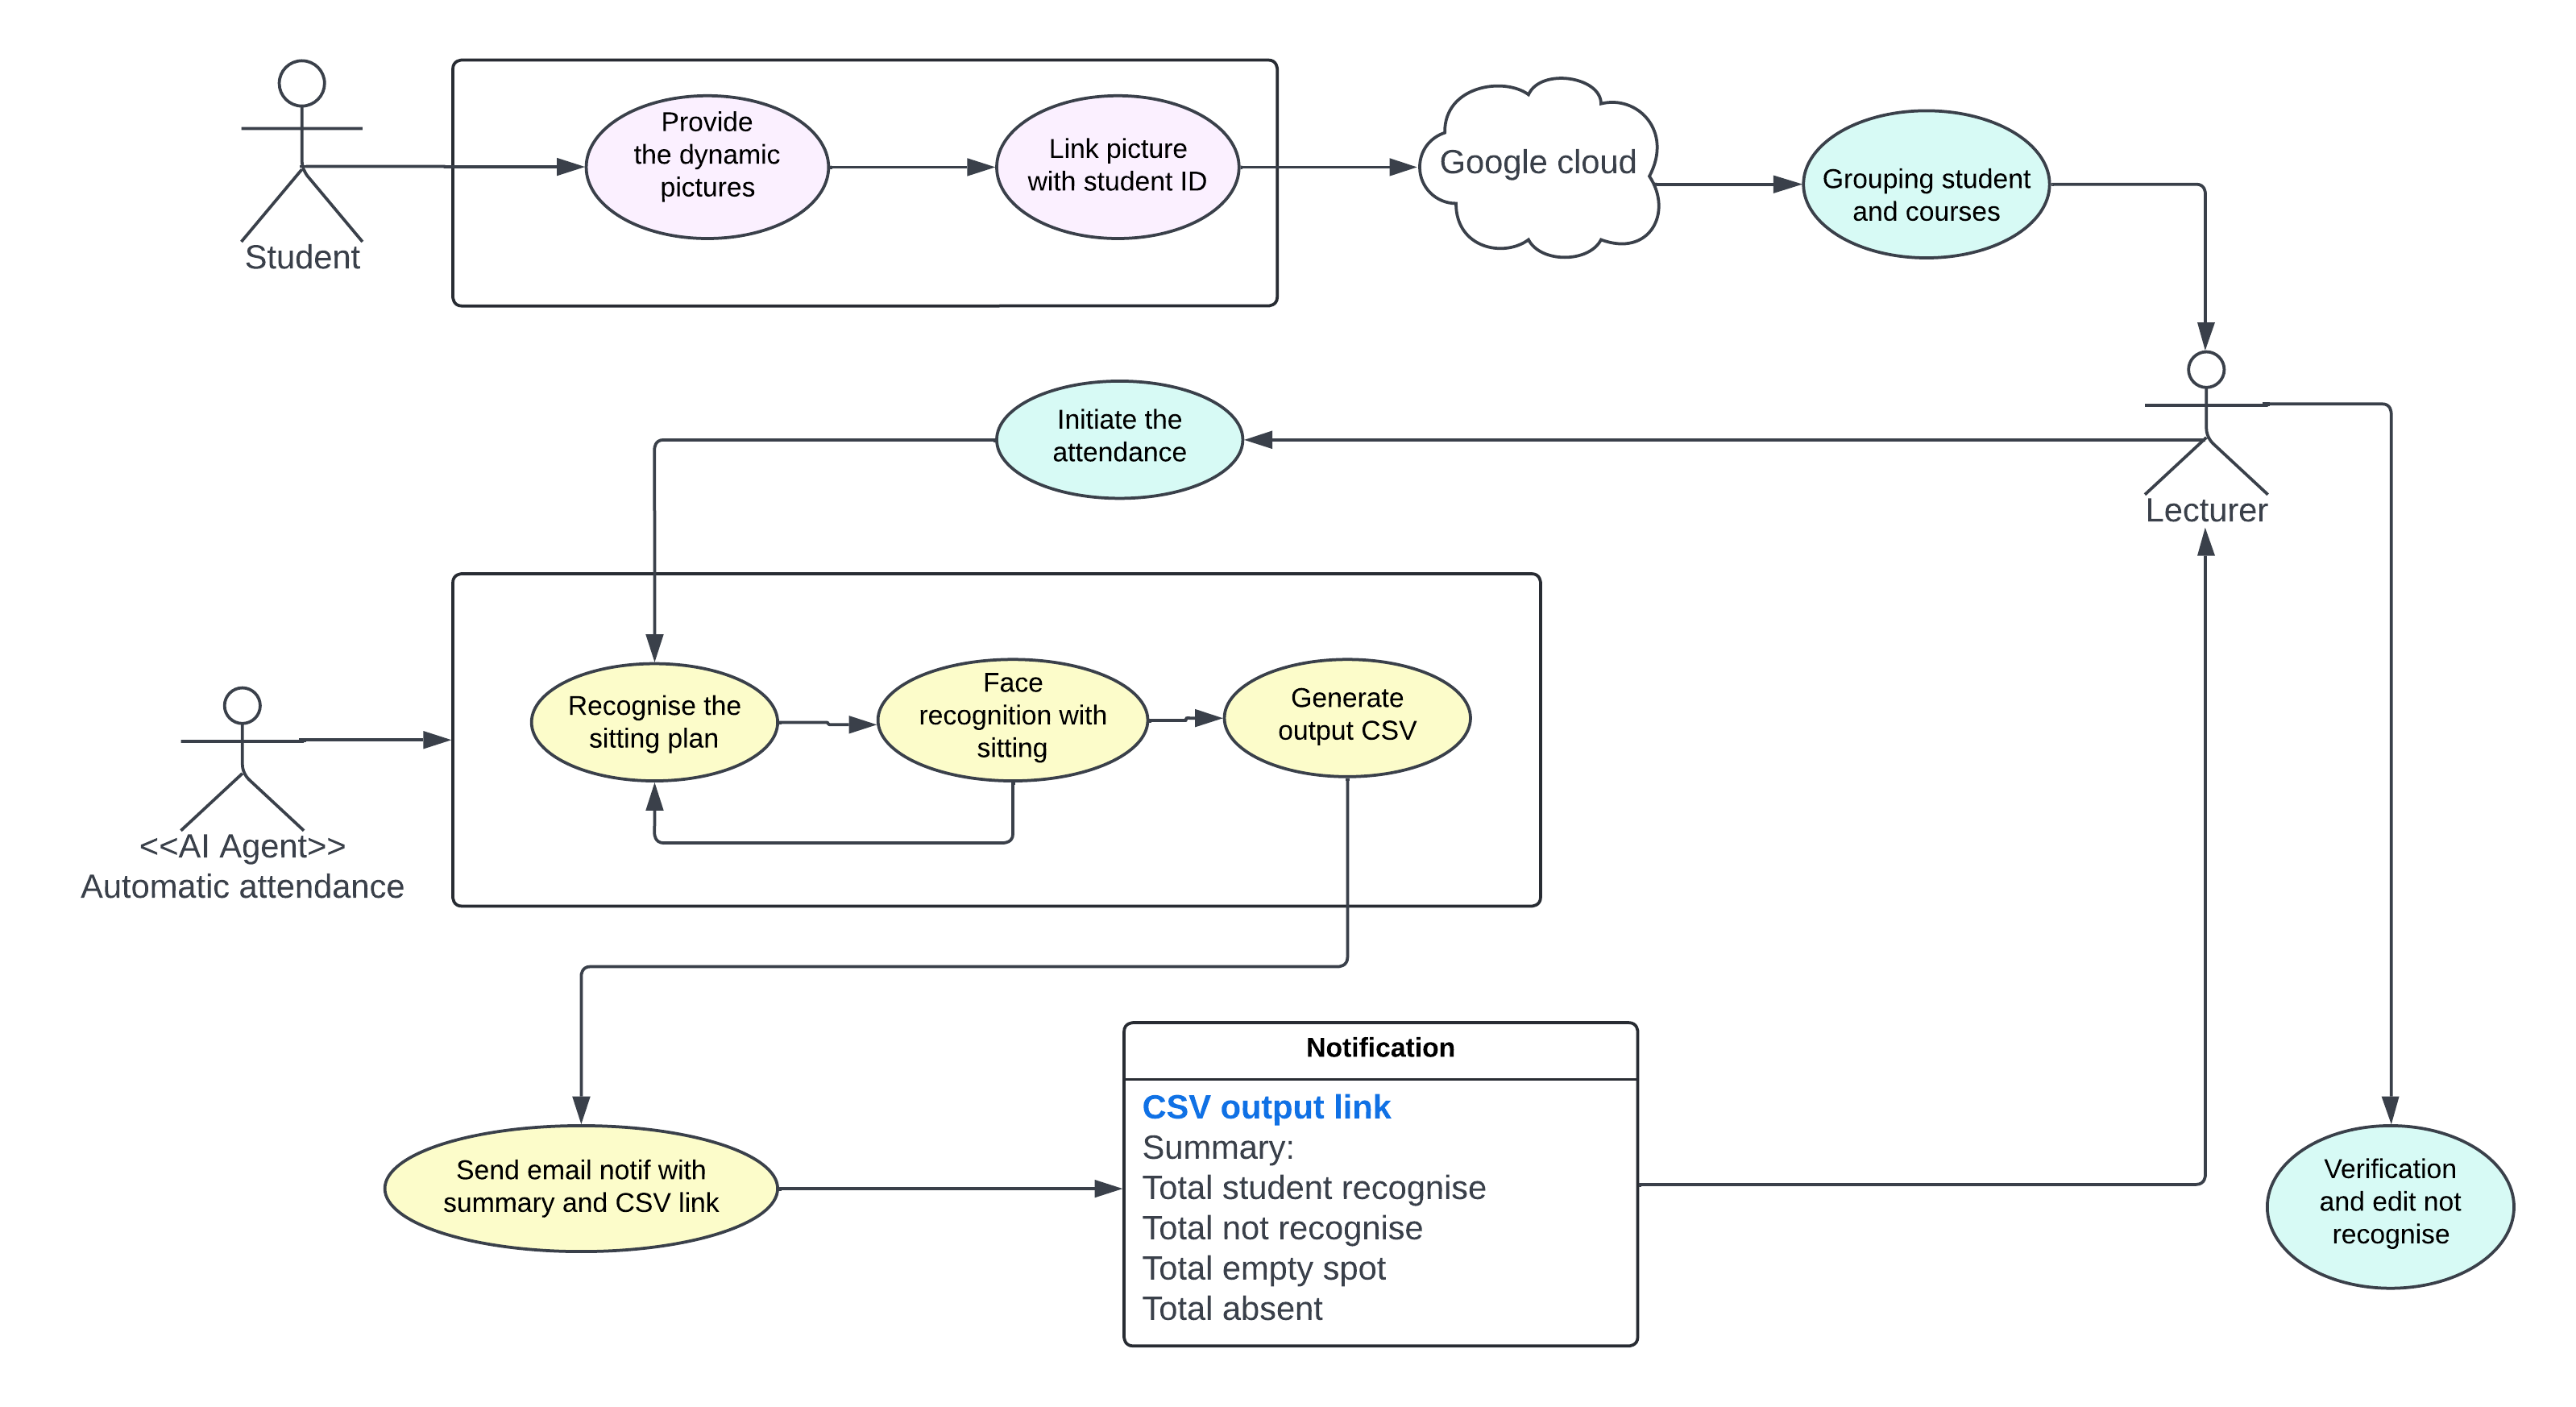 Student
Provide
the dynamic
pictures
Link picture
with student ID
Google cloud
Grouping student
and courses
Lecturer
Initiate the
attendance
<<AI Agent>>
Automatic attendance
Recognise the
sitting plan
Face
recognition with
sitting
Generate
output CSV
Send email notif with
summary and CSV link
Notification
CSV output link
Summary:
Total student recognise
Total not recognise
Total empty spot
Total absent
Verification
and edit not
recognise